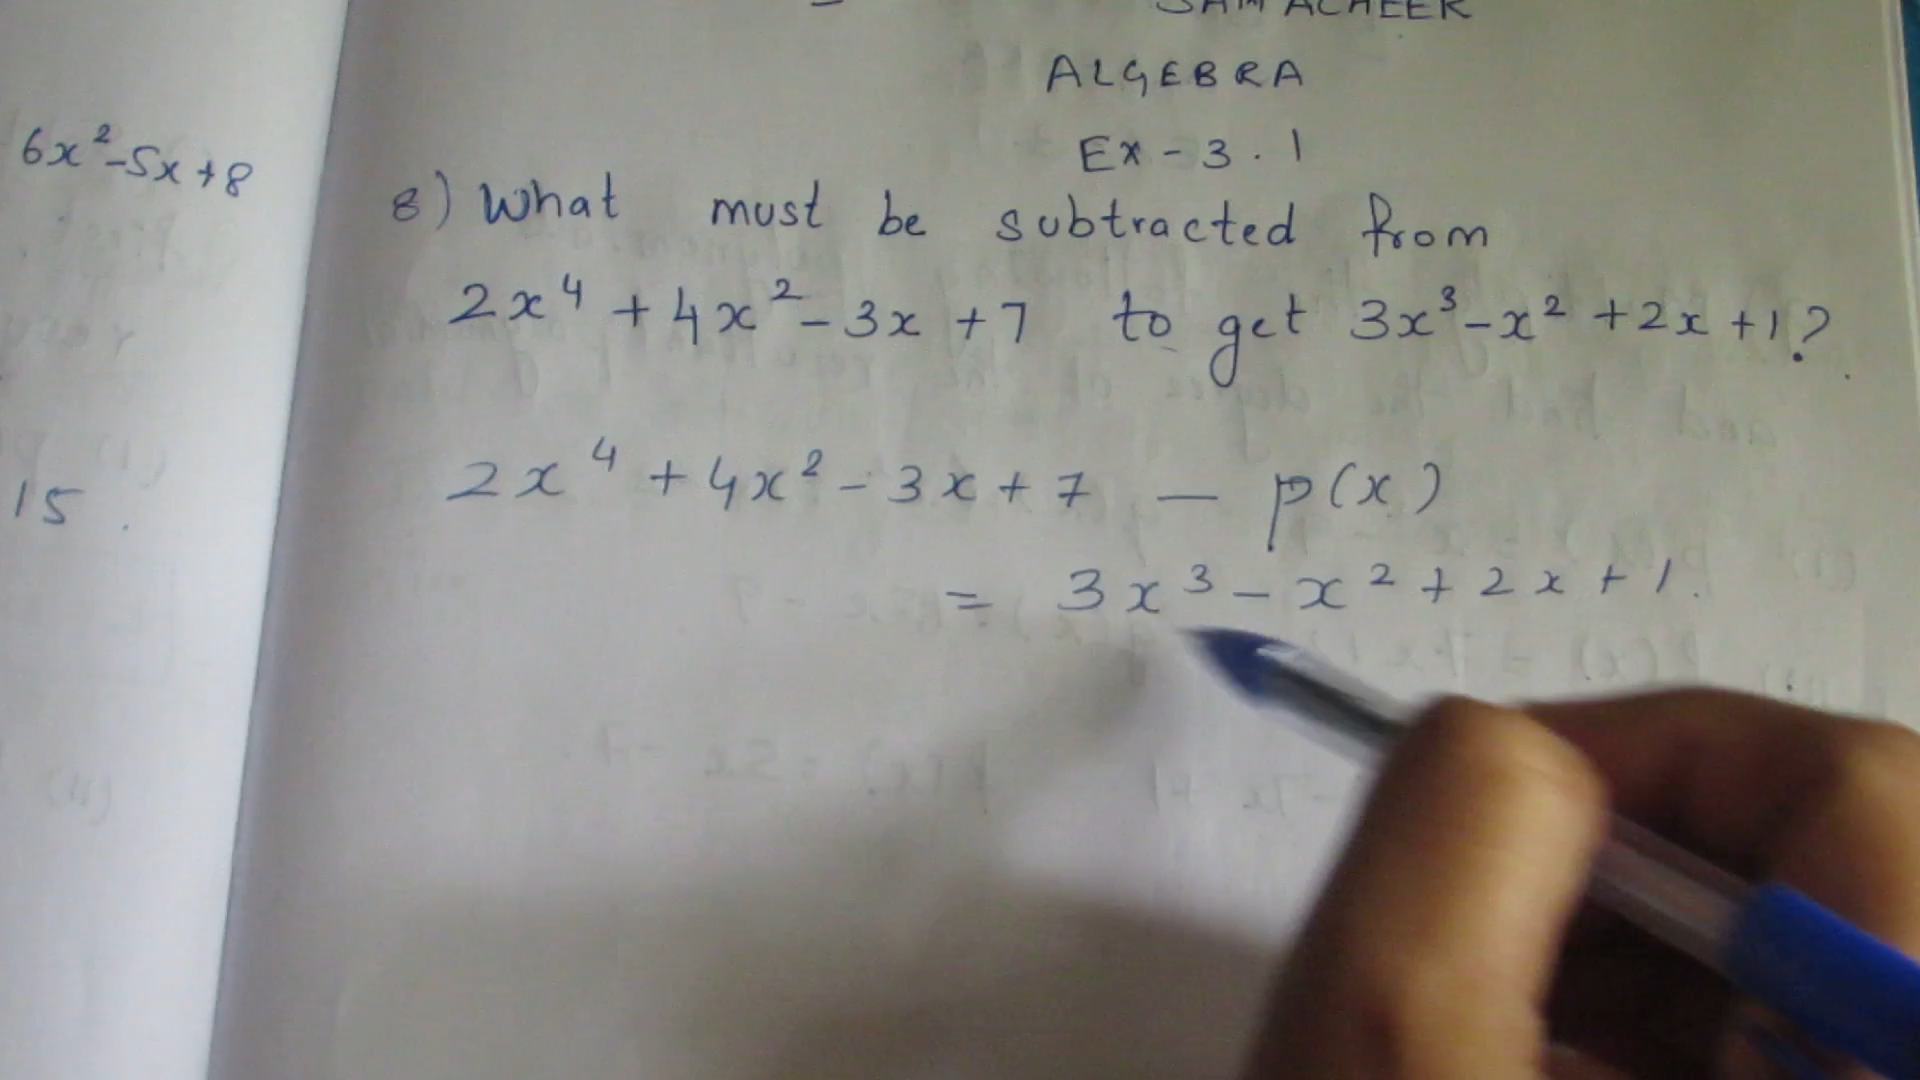 SAMACHEER
ALGEBRA
Ex - 3.1
6x² - 5x + 8
8) What must be subtracted from
2x⁴ + 4x² - 3x + 7 to get 3x³ - x² + 2x + 1?
15.
2x⁴ + 4x² - 3x + 7 — p(x)
= 3x³ - x² + 2x + 1.